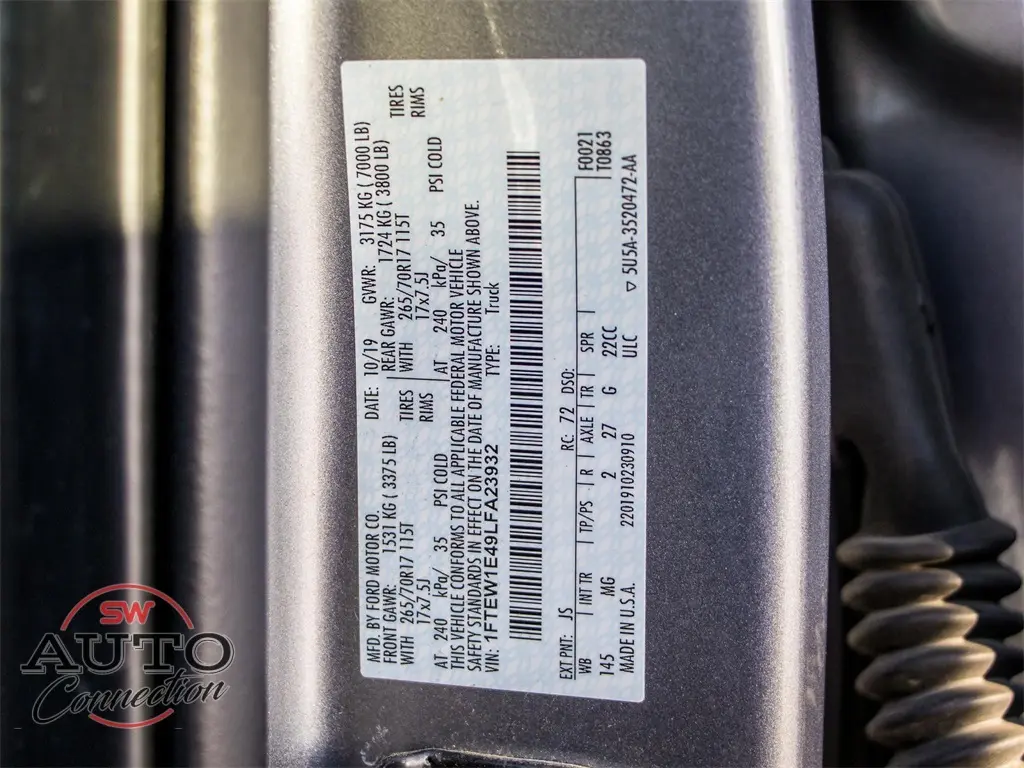 MFD. BY FORD MOTOR CO.
DATE: 10/19 GVWR: 3175 KG ( 7000 LB)
FRONT GAWR: 1531 KG ( 3375 LB)
REAR GAWR: 1724 KG ( 3800 LB)
WITH 265/70R17 115T TIRES
WITH 265/70R17 115T TIRES
17x7.5J RIMS
17x7.5J RIMS
AT 240 kPa/ 35 PSI COLD
AT 240 kPa/ 35 PSI COLD
THIS VEHICLE CONFORMS TO ALL APPLICABLE FEDERAL MOTOR VEHICLE
SAFETY STANDARDS IN EFFECT ON THE DATE OF MANUFACTURE SHOWN ABOVE.
VIN: 1FTEW1E49LFA23932 TYPE: Truck
EXT PNT: JS RC: 72 DSO: F0021
WB INT TR TP/PS R AXLE TR SPR T0863
145 MG 2 27 G 22CC
MADE IN U.S.A. 220191023091​0 ULC ▽ 5U5A-3520472-AA
SW
AUTO
Connection